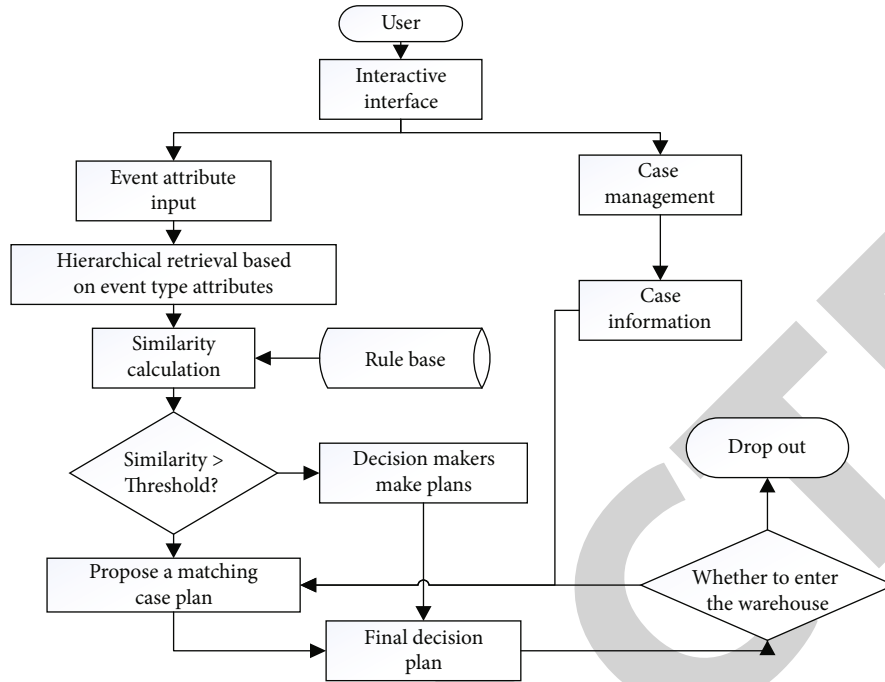 User
Interactive
interface
Event attribute
input
Case
management
Hierarchical retrieval based
on event type attributes
Case
information
Similarity
calculation
Rule base
Similarity >
Threshold?
Decision makers
make plans
Drop out
Propose a matching
case plan
Whether to enter
the warehouse
Final decision
plan